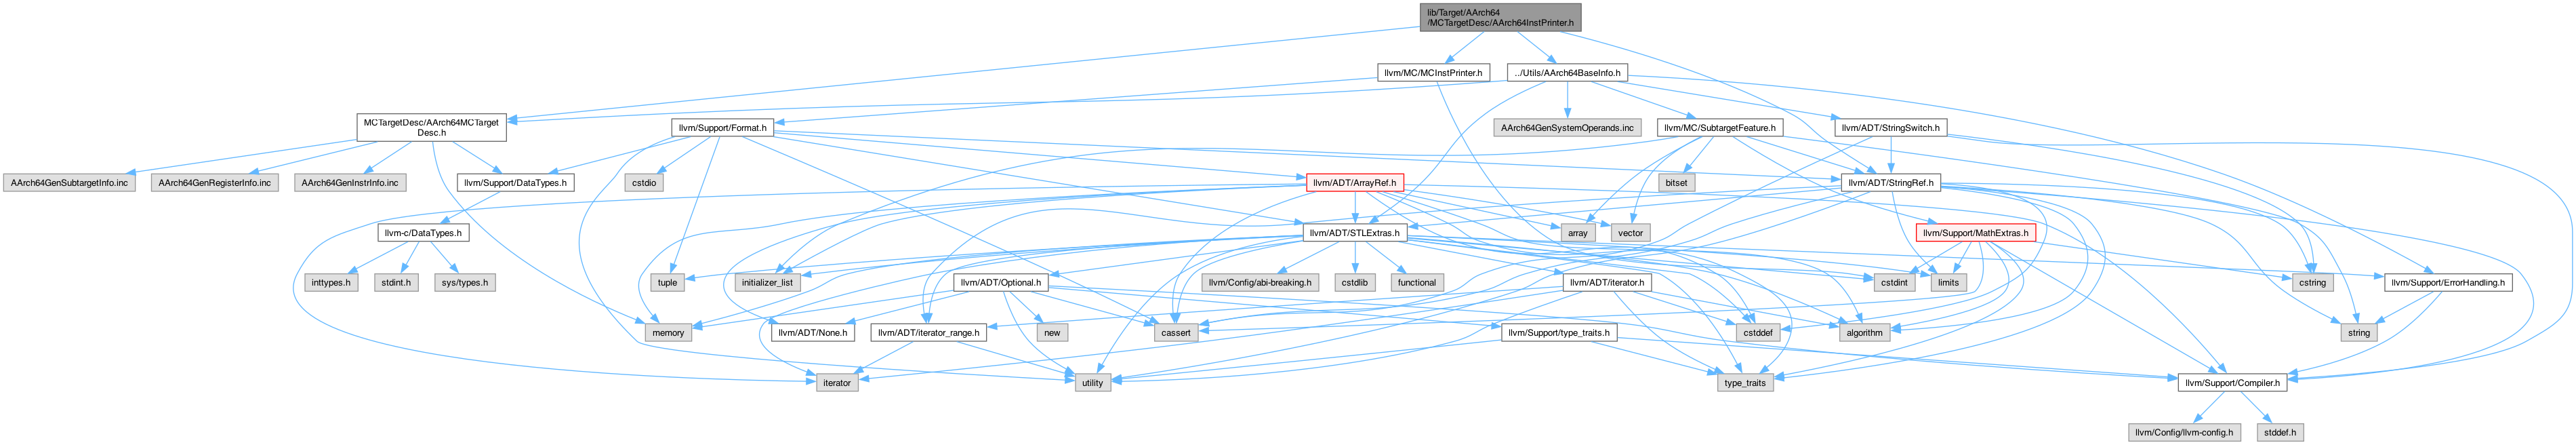 lib/Target/AArch64
/MCTargetDesc/AArch64InstPrinter.h
llvm/MC/MCInstPrinter.h
../Utils/AArch64BaseInfo.h
MCTargetDesc/AArch64MCTarget
Desc.h
llvm/Support/Format.h
AArch64GenSystemOperands.inc
llvm/MC/SubtargetFeature.h
llvm/ADT/StringSwitch.h
AArch64GenSubtargetInfo.inc
AArch64GenRegisterInfo.inc
AArch64GenInstrInfo.inc
llvm/Support/DataTypes.h
cstdio
llvm/ADT/ArrayRef.h
bitset
llvm/ADT/StringRef.h
llvm-c/DataTypes.h
llvm/ADT/STLExtras.h
array
vector
llvm/Support/MathExtras.h
inttypes.h
stdint.h
sys/types.h
tuple
initializer_list
llvm/ADT/Optional.h
llvm/Config/abi-breaking.h
cstdlib
functional
llvm/ADT/iterator.h
cstdint
limits
cstring
llvm/Support/ErrorHandling.h
memory
llvm/ADT/None.h
llvm/ADT/iterator_range.h
new
cassert
llvm/Support/type_traits.h
cstddef
algorithm
string
iterator
utility
type_traits
llvm/Support/Compiler.h
llvm/Config/llvm-config.h
stddef.h